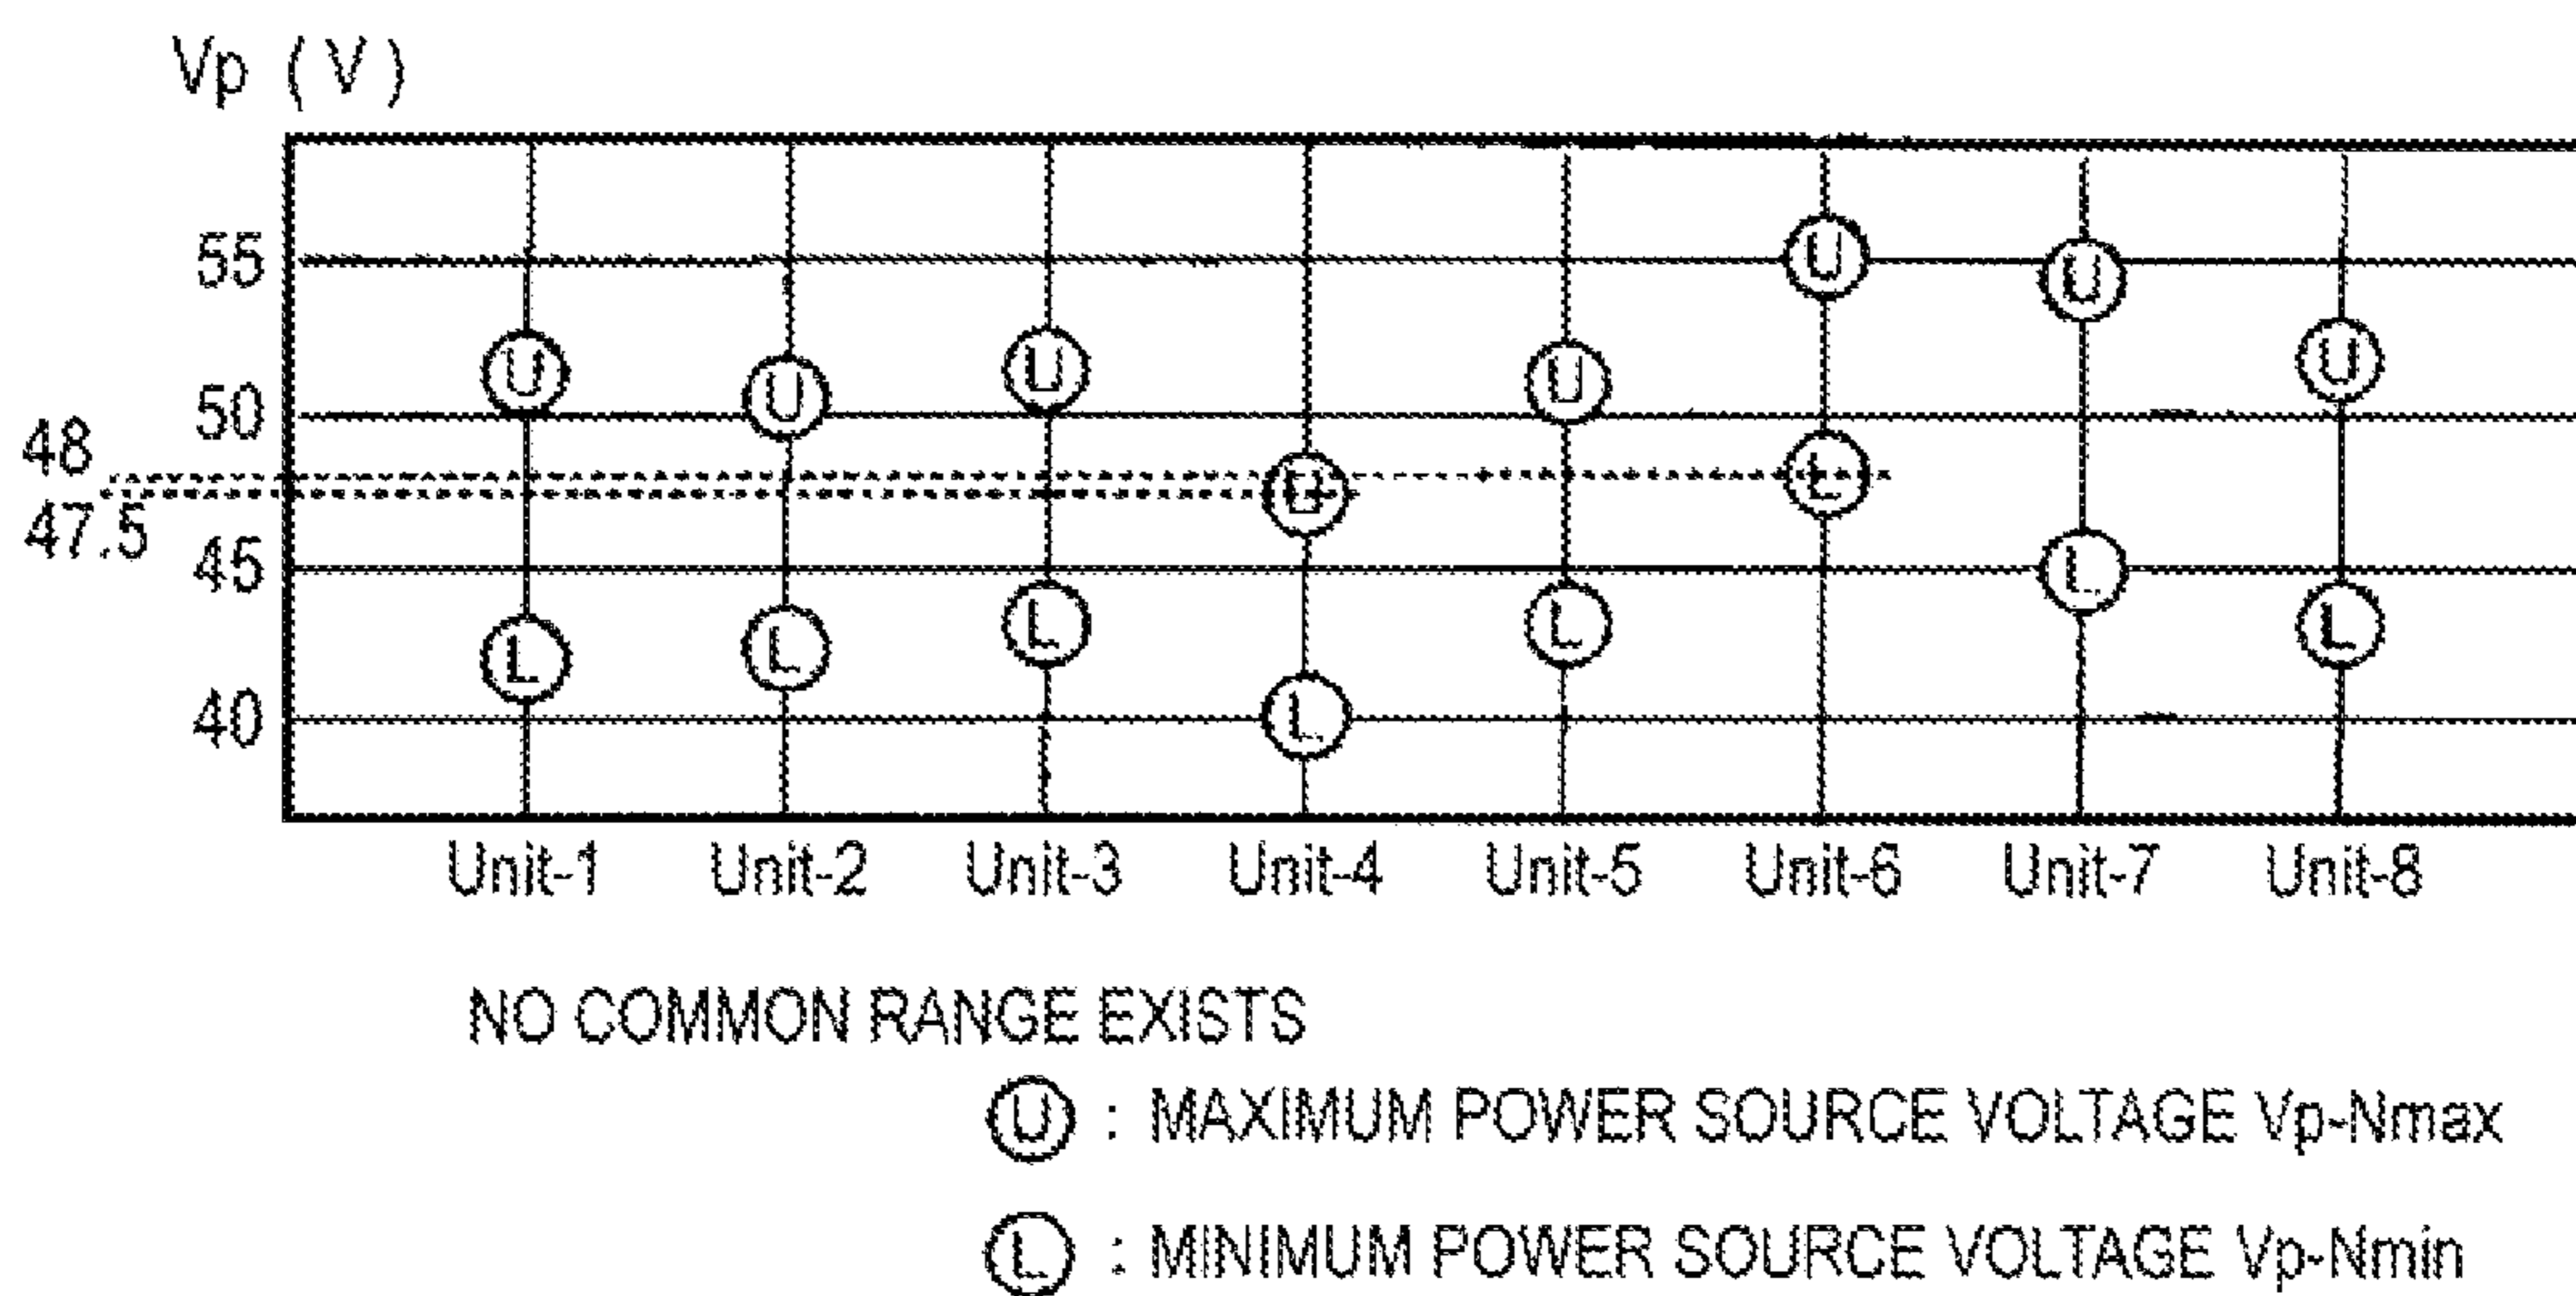 Vp ( V )
55
U U U U U U U U
50
48
47.5
45
L L L L L L L L
40
Unit-1 Unit-2 Unit-3 Unit-4 Unit-5 Unit-6 Unit-7 Unit-8
NO COMMON RANGE EXISTS
U : MAXIMUM POWER SOURCE VOLTAGE Vp-Nmax
L : MINIMUM POWER SOURCE VOLTAGE Vp-Nmin